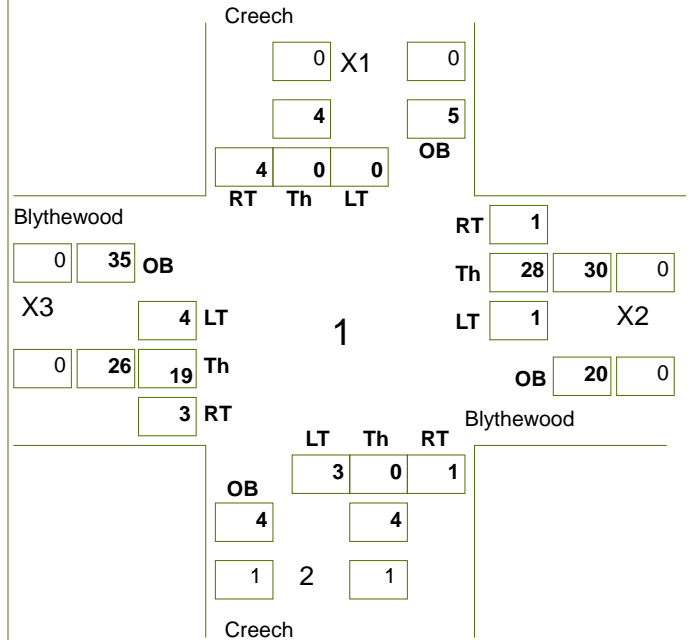 Creech
0 X1 0
4 5
OB
4 0 0
RT Th LT
Blythewood
RT 1
0 35 OB
Th 28 30 0
X3
4 LT
1
LT 1 X2
0 26 19 Th
OB 20 0
3 RT
Blythewood
LT Th RT
3 0 1
OB
4 4
1 2 1
Creech